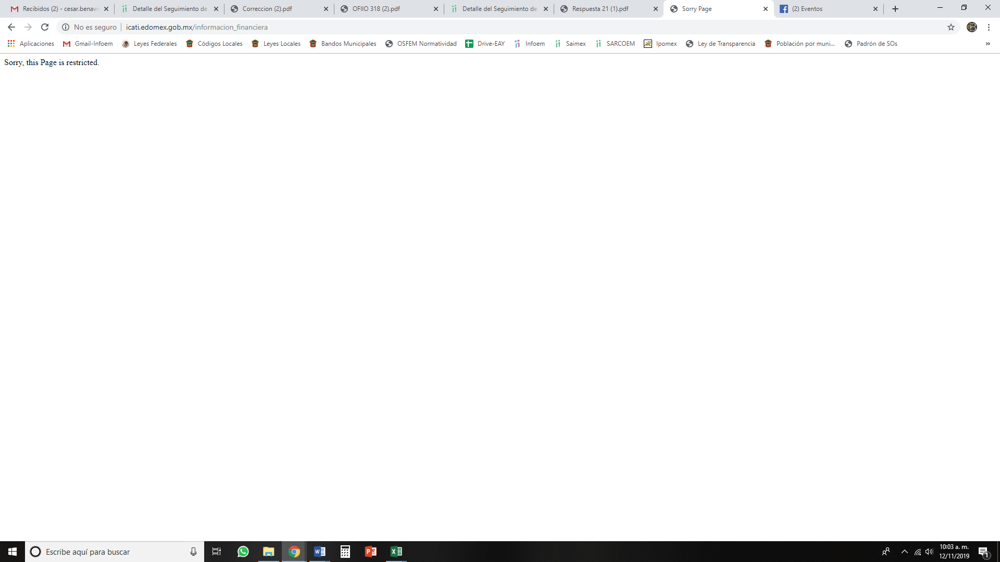 Recibidos (2) - cesar.benavi
Detalle del Seguimiento de
Correccion (2).pdf
OFIIO 318 (2).pdf
Detalle del Seguimiento de
Respuesta 21 (1).pdf
Sorry Page
(2) Eventos
No es seguro
icati.edomex.gob.mx/informacion_financiera
Aplicaciones
Gmail-Infoem
Leyes Federales
Códigos Locales
Leyes Locales
Bandos Municipales
OSFEM Normatividad
Drive-EAY
Infoem
Saimex
SARCOEM
Ipomex
Ley de Transparencia
Población por muni...
Padrón de SOs
Sorry, this Page is restricted.
Escribe aquí para buscar
10:03 a. m.
12/11/2019
1